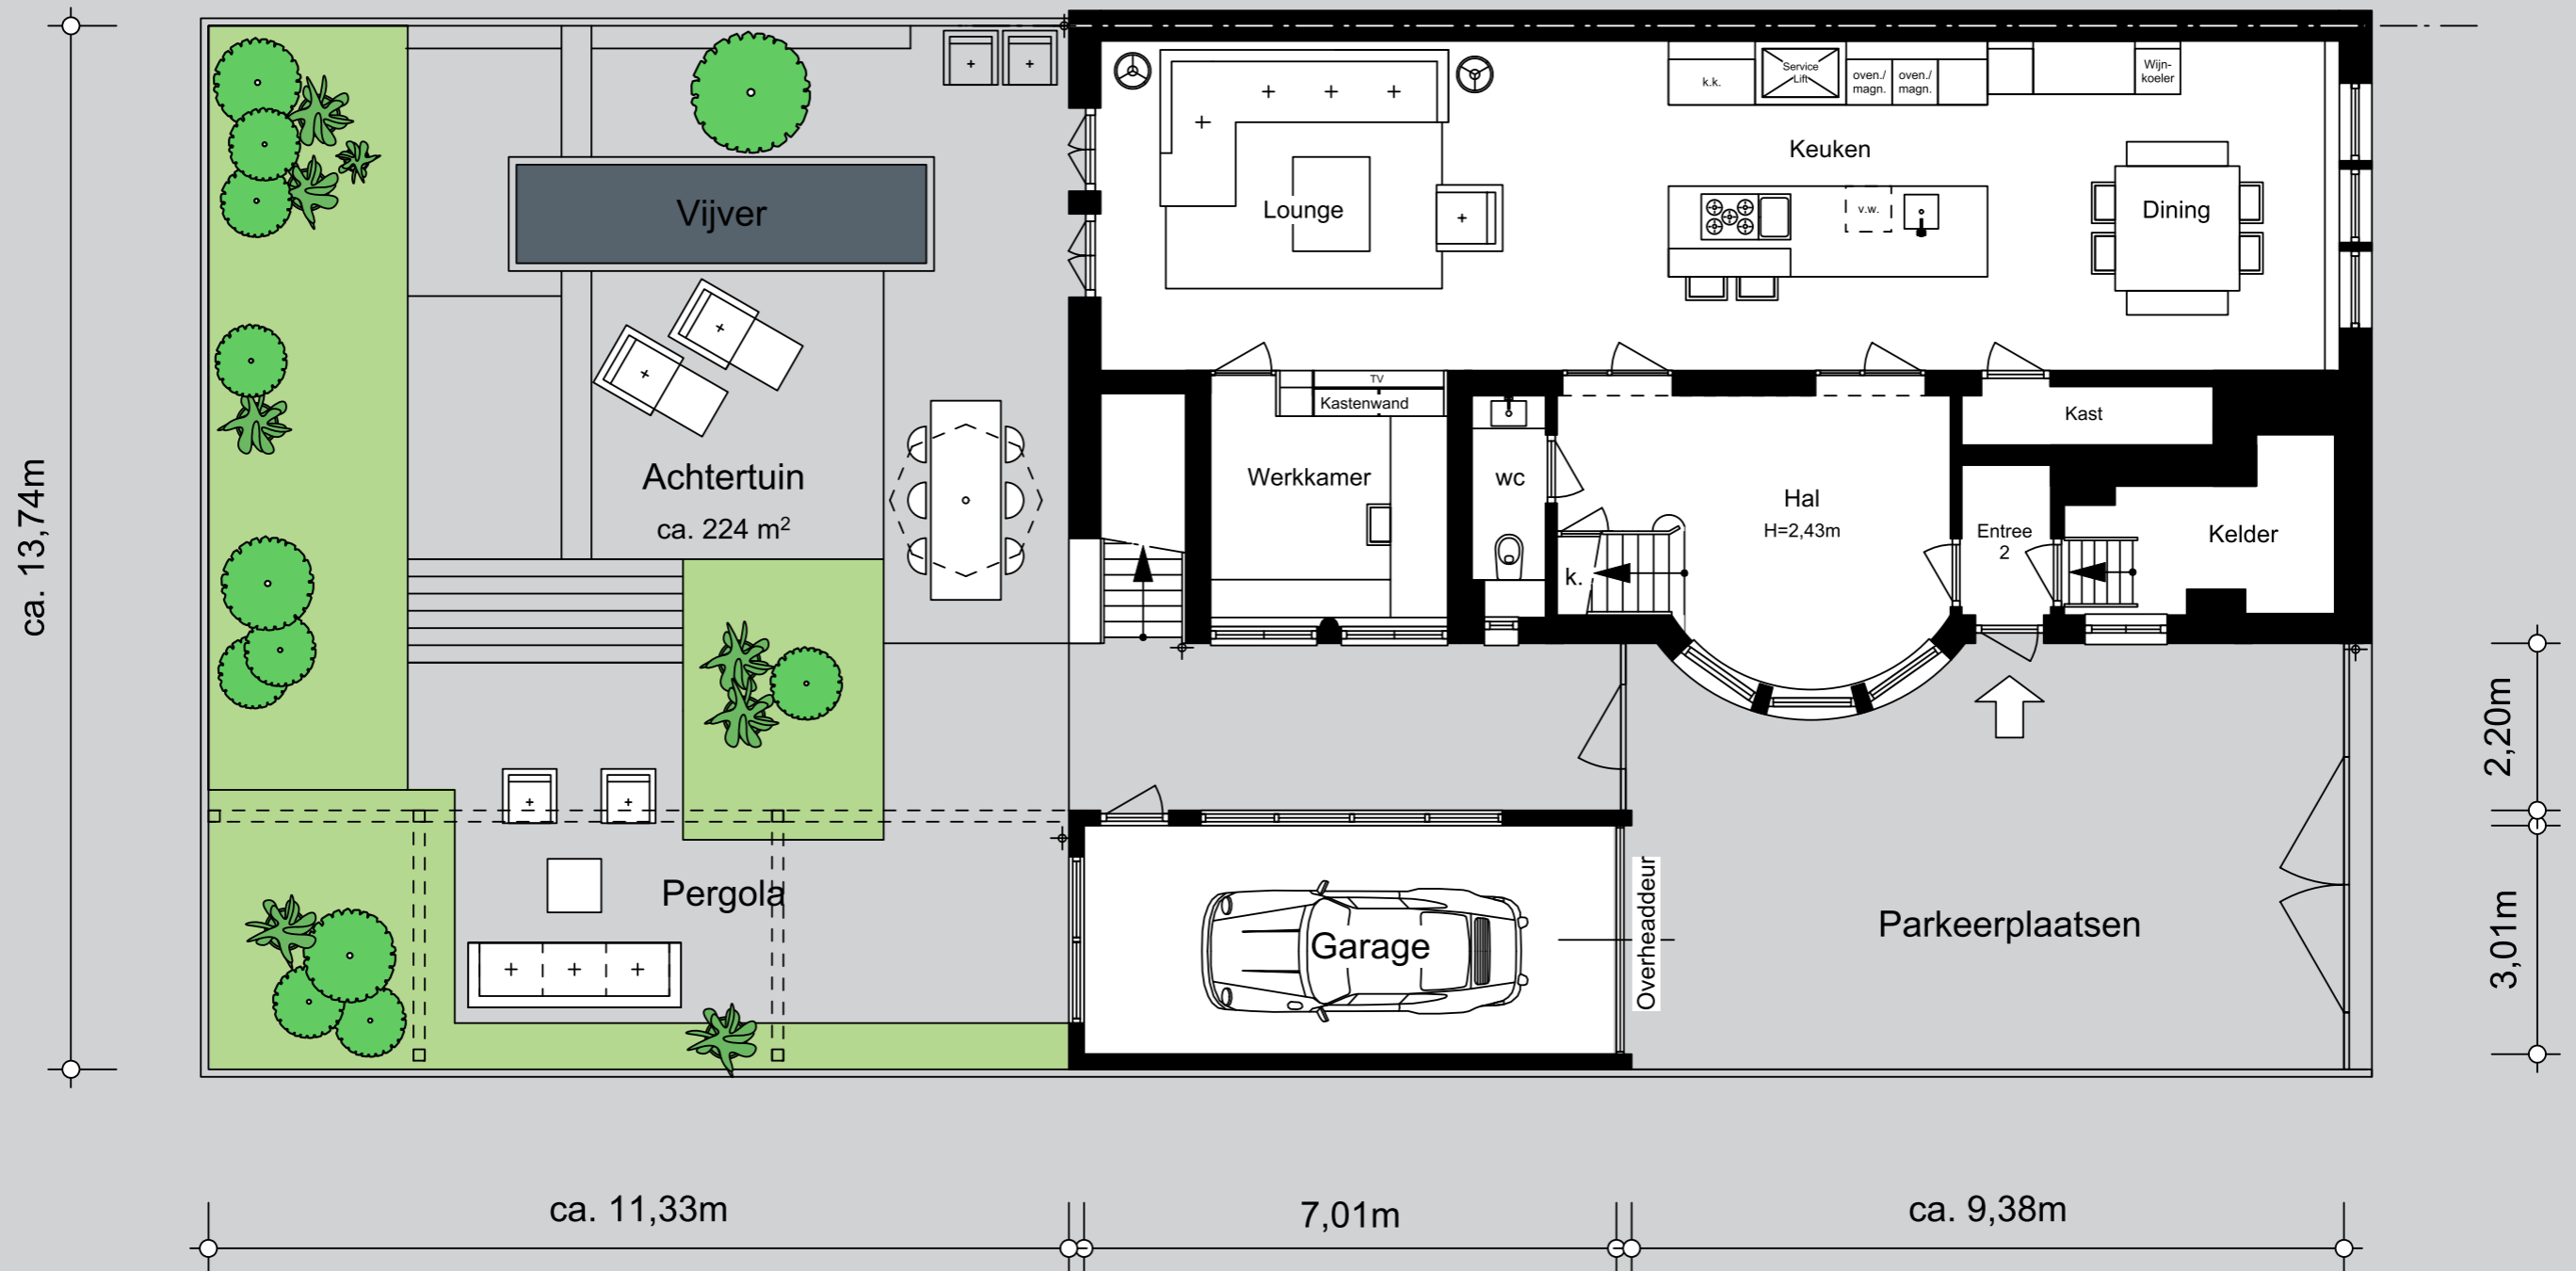 Service
Lift
k.k.
oven./
magn.
oven./
magn.
Wijn-
koeler
Keuken
Vijver
Lounge
v.w.
Dining
TV
Kastenwand
Kast
Achtertuin
ca. 224 m²
Werkkamer
wc
Hal
H=2,43m
Entree
2
Kelder
k.
ca. 13,74m
2,20m
Pergola
Garage
Overheaddeur
Parkeerplaatsen
3,01m
ca. 11,33m
7,01m
ca. 9,38m